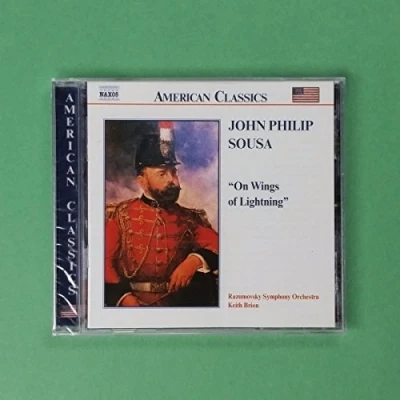 NAXOS
AMERICAN CLASSICS
AMERICAN CLASSICS
JOHN PHILIP
SOUSA
“On Wings
of Lightning”
Razumovsky Symphony Orchestra
Keith Brion